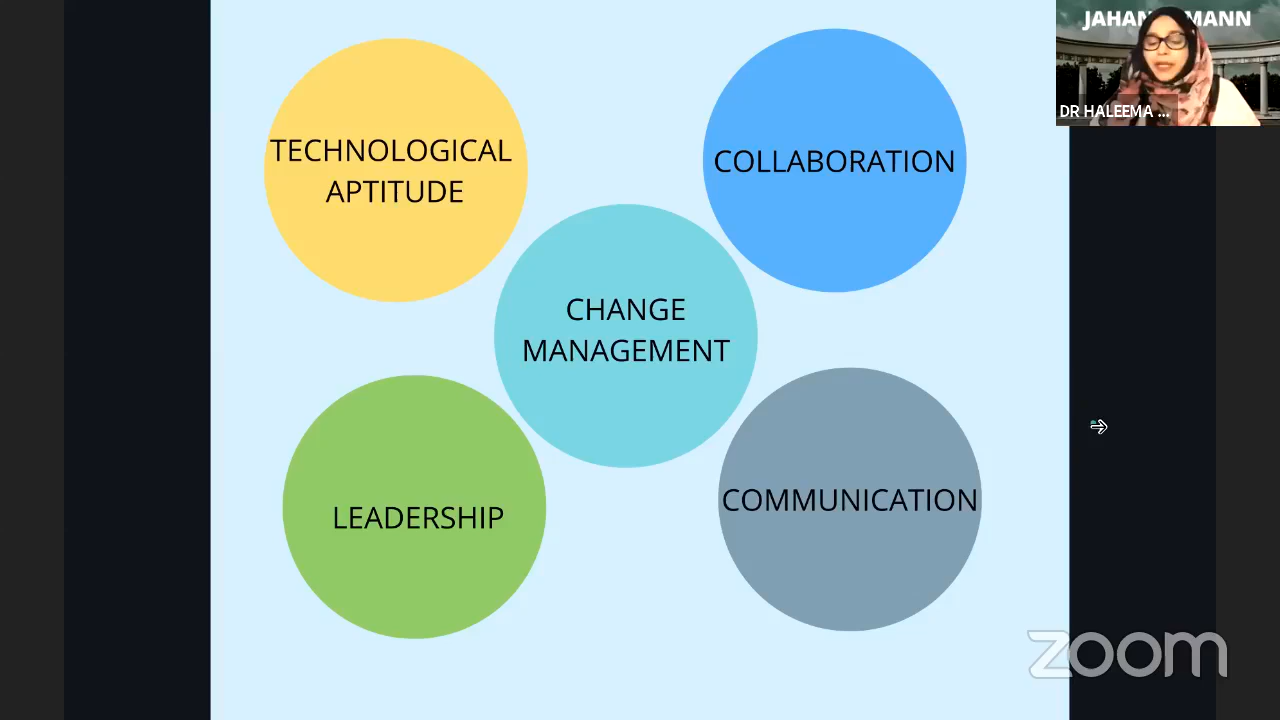 TECHNOLOGICAL
APTITUDE
COLLABORATION
CHANGE
MANAGEMENT
LEADERSHIP
COMMUNICATION
DR HALEEMA ...
zoom